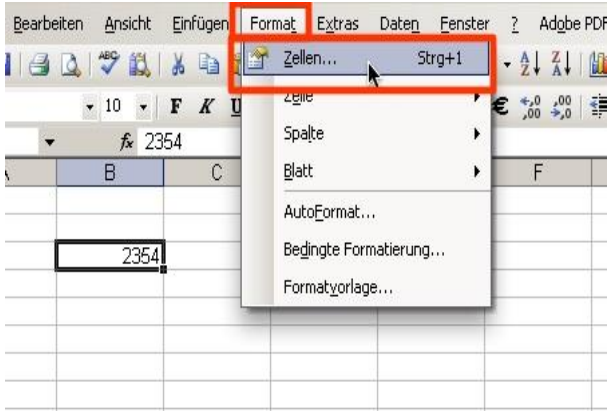 Bearbeiten Ansicht Einfügen Format Extras Daten Fenster ? Adobe PDF
Zellen... Strg+1
10 F K U €
Zeile
fx 2354
Spalte
B C F
Blatt
AutoFormat...
2354
Bedingte Formatierung...
Formatvorlage...